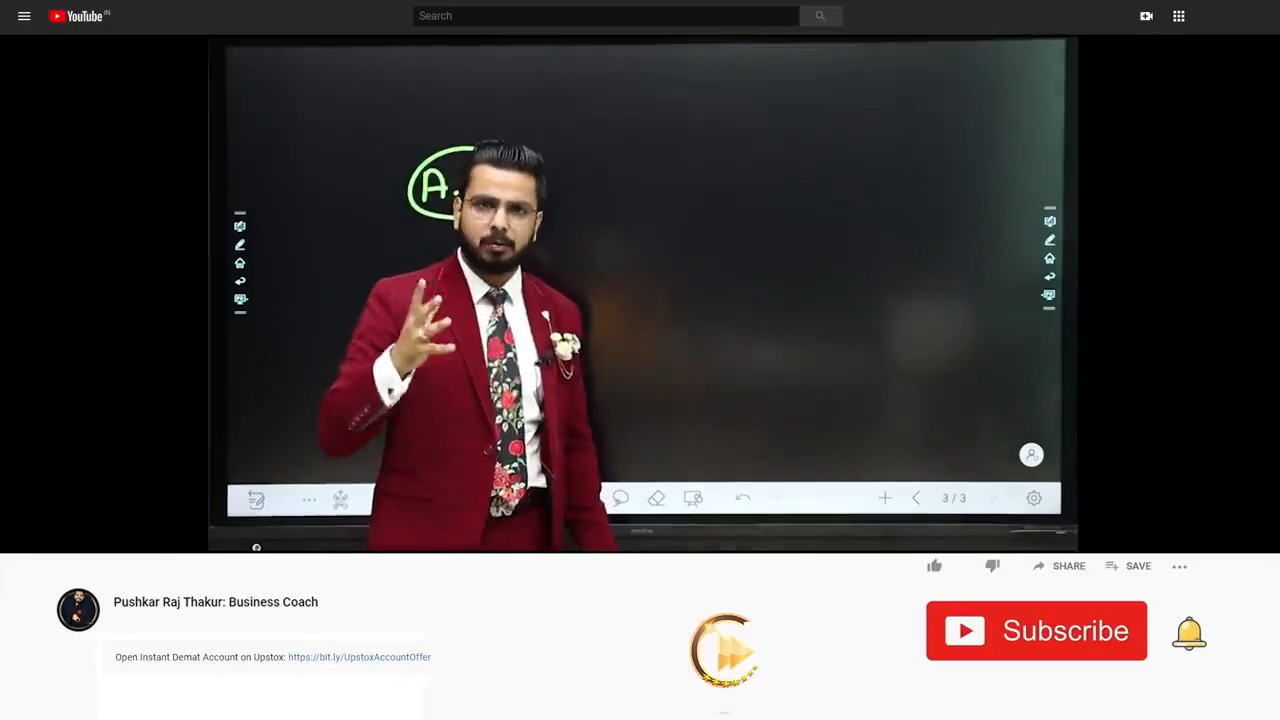 YouTube IN
Search
A.
3 / 3
SHARE
SAVE
Pushkar Raj Thakur: Business Coach
Subscribe
Open Instant Demat Account on Upstox: https://bit.ly/UpstoxAccountOffer